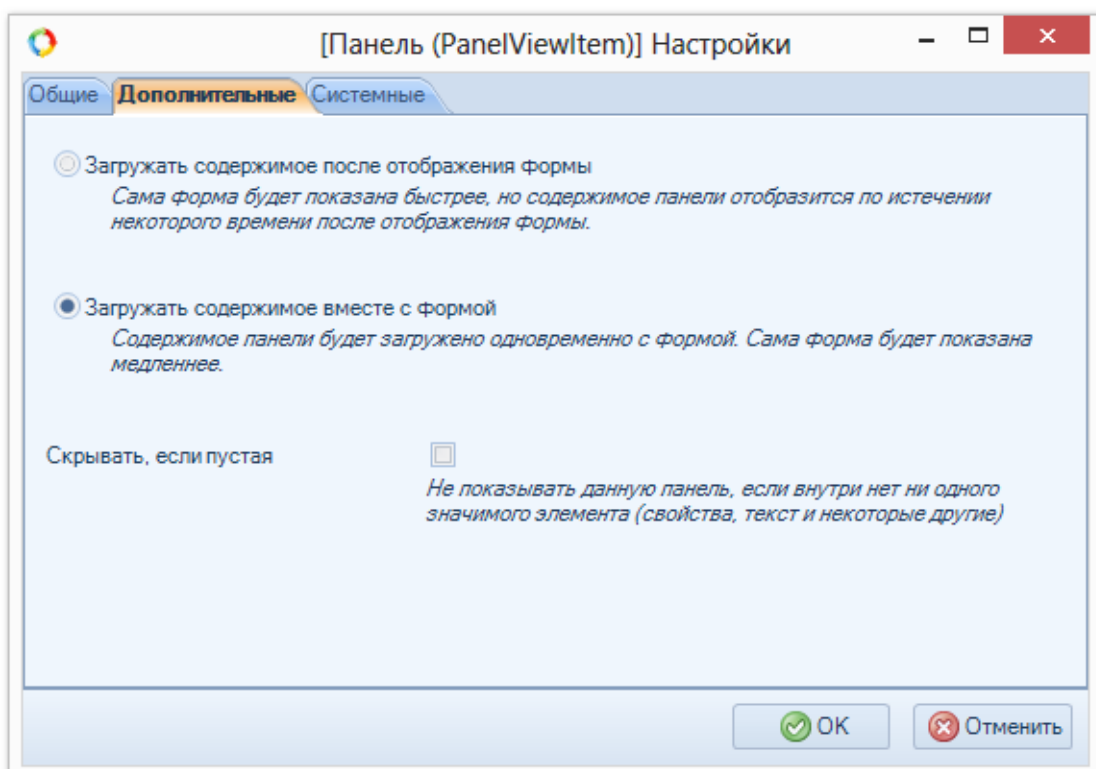 [Панель (PanelViewItem)] Настройки
Общие Дополнительные Системные
Загружать содержимое после отображения формы
Сама форма будет показана быстрее, но содержимое панели отобразится по истечении
некоторого времени после отображения формы.
Загружать содержимое вместе с формой
Содержимое панели будет загружено одновременно с формой. Сама форма будет показана
медленнее.
Скрывать, если пустая
Не показывать данную панель, если внутри нет ни одного
значимого элемента (свойства, текст и некоторые другие)
OK Отменить